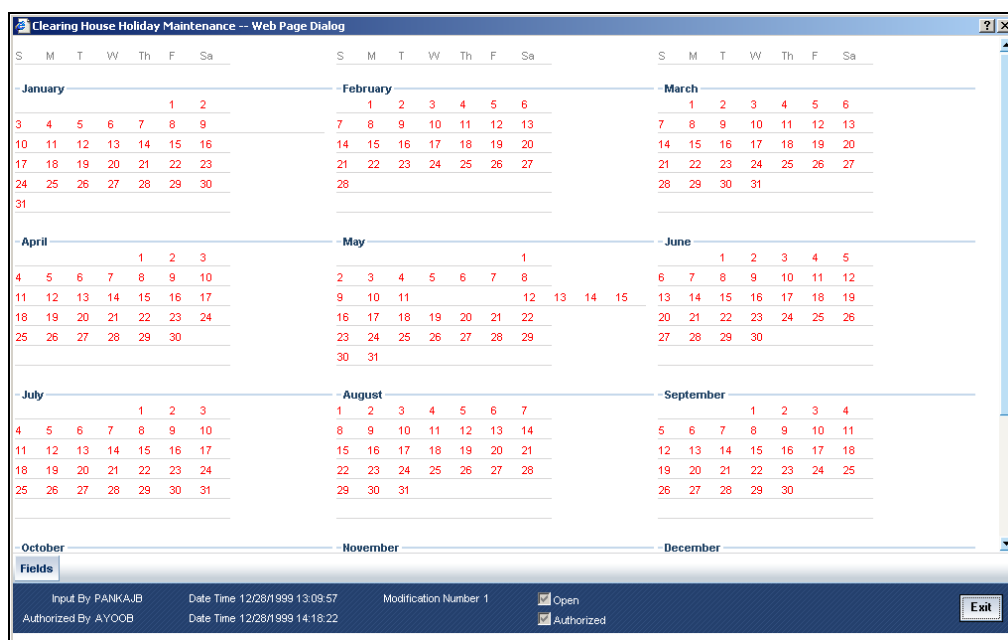 Clearing House Holiday Maintenance -- Web Page Dialog ? X
S M T W Th F Sa S M T W Th F Sa S M T W Th F Sa
January February March
1 2 1 2 3 4 5 6 1 2 3 4 5 6
3 4 5 6 7 8 9 7 8 9 10 11 12 13 7 8 9 10 11 12 13
10 11 12 13 14 15 16 14 15 16 17 18 19 20 14 15 16 17 18 19 20
17 18 19 20 21 22 23 21 22 23 24 25 26 27 21 22 23 24 25 26 27
24 25 26 27 28 29 30 28 28 29 30 31
31
April May June
1 2 3 1 1 2 3 4 5
4 5 6 7 8 9 10 2 3 4 5 6 7 8 6 7 8 9 10 11 12
11 12 13 14 15 16 17 9 10 11 12 13 14 15 13 14 15 16 17 18 19
18 19 20 21 22 23 24 16 17 18 19 20 21 22 20 21 22 23 24 25 26
25 26 27 28 29 30 23 24 25 26 27 28 29 27 28 29 30
30 31
July August September
1 2 3 1 2 3 4 5 6 7 1 2 3 4
4 5 6 7 8 9 10 8 9 10 11 12 13 14 5 6 7 8 9 10 11
11 12 13 14 15 16 17 15 16 17 18 19 20 21 12 13 14 15 16 17 18
18 19 20 21 22 23 24 22 23 24 25 26 27 28 19 20 21 22 23 24 25
25 26 27 28 29 30 31 29 30 31 26 27 28 29 30
October November December
Fields
Input By PANKAJB Date Time 12/28/1999 13:09:57 Modification Number 1 Open
Authorized By AYOOB Date Time 12/28/1999 14:18:22 Authorized
Exit